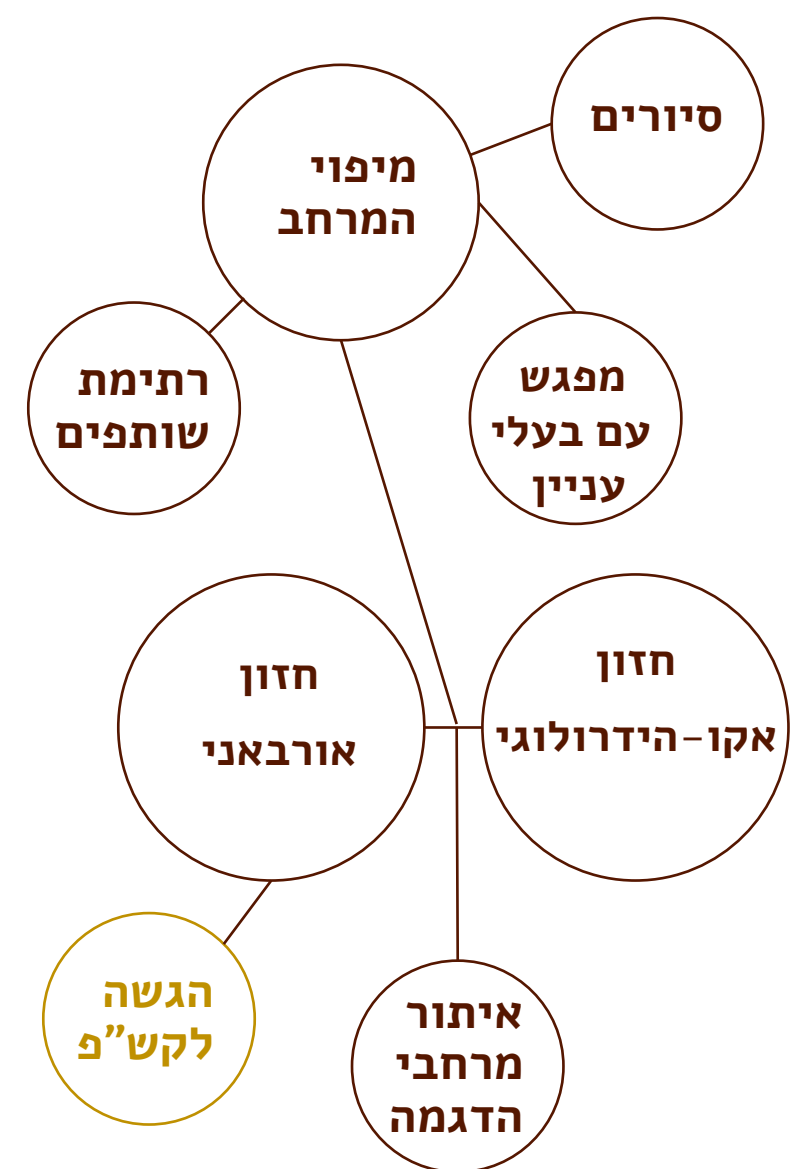 סיורים
מיפוי
המרחב
רתימת
שותפים
מפגש
עם בעלי
עניין
חזון
אקו-הידרולוגי
חזון
אורבאני
הגשה
לקש"פ
איתור
מרחבי
הדגמה